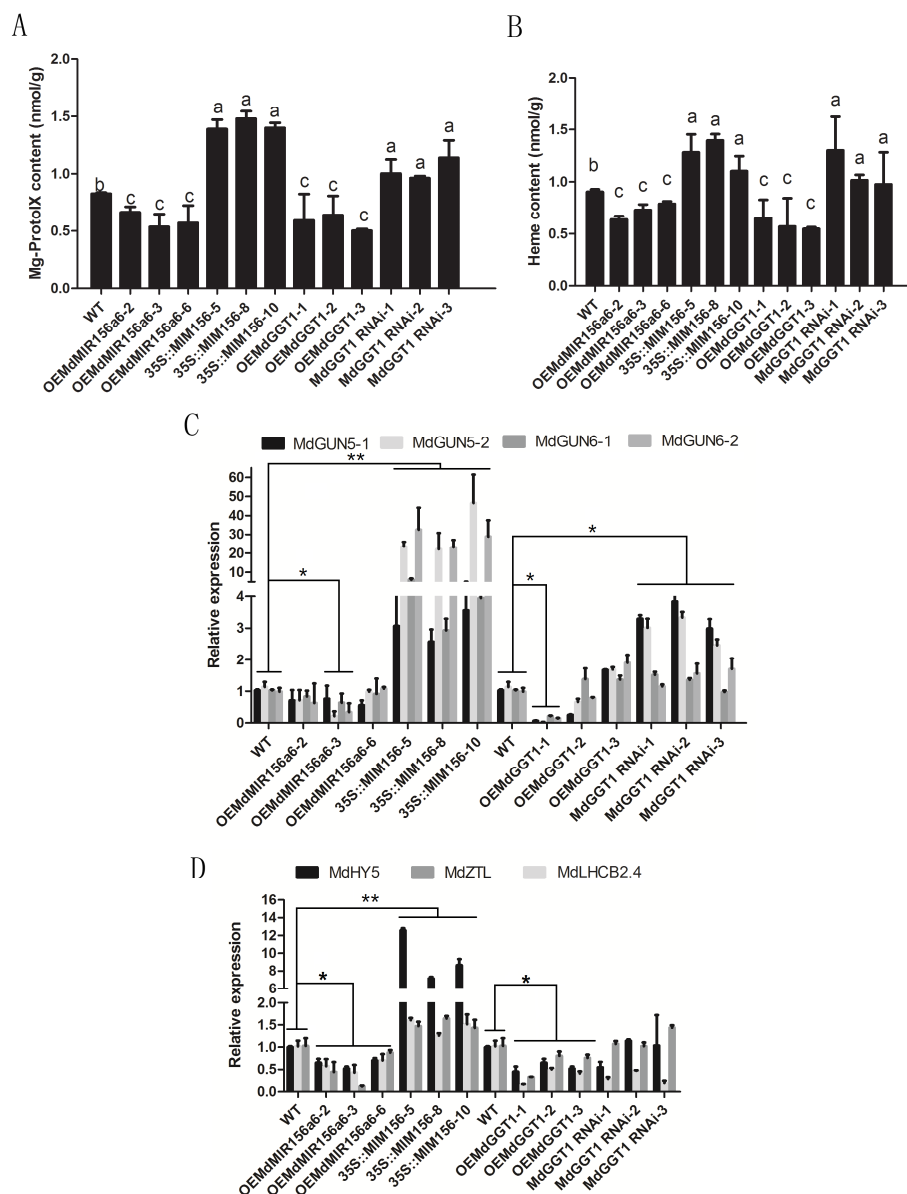 A
Mg-ProtoIX content (nmol/g)
2.0
1.5
1.0
0.5
0.0
b
c
c
c
a
a
a
c
c
c
a
a
a
WT
OEMdMIR156a6-2
OEMdMIR156a6-3
OEMdMIR156a6-6
35S::MIM156-5
35S::MIM156-8
35S::MIM156-10
OEMdGGT1-1
OEMdGGT1-2
OEMdGGT1-3
MdGGT1 RNAi-1
MdGGT1 RNAi-2
MdGGT1 RNAi-3
B
Heme content (nmol/g)
2.0
1.5
1.0
0.5
0.0
b
c
c
c
a
a
a
c
c
c
a
a
a
WT
OEMdMIR156a6-2
OEMdMIR156a6-3
OEMdMIR156a6-6
35S::MIM156-5
35S::MIM156-8
35S::MIM156-10
OEMdGGT1-1
OEMdGGT1-2
OEMdGGT1-3
MdGGT1 RNAi-1
MdGGT1 RNAi-2
MdGGT1 RNAi-3
C
MdGUN5-1 MdGUN5-2 MdGUN6-1 MdGUN6-2
Relative expression
60
50
40
30
20
10
4
3
2
1
0
**
*
*
*
WT
OEMdMIR156a6-2
OEMdMIR156a6-3
OEMdMIR156a6-6
35S::MIM156-5
35S::MIM156-8
35S::MIM156-10
WT
OEMdGGT1-1
OEMdGGT1-2
OEMdGGT1-3
MdGGT1 RNAi-1
MdGGT1 RNAi-2
MdGGT1 RNAi-3
D
MdHY5 MdZTL MdLHCB2.4
Relative expression
16
14
12
10
8
6
2.0
1.5
1.0
0.5
0.0
**
*
*
WT
OEMdMIR156a6-2
OEMdMIR156a6-3
OEMdMIR156a6-6
35S::MIM156-5
35S::MIM156-8
35S::MIM156-10
WT
OEMdGGT1-1
OEMdGGT1-2
OEMdGGT1-3
MdGGT1 RNAi-1
MdGGT1 RNAi-2
MdGGT1 RNAi-3